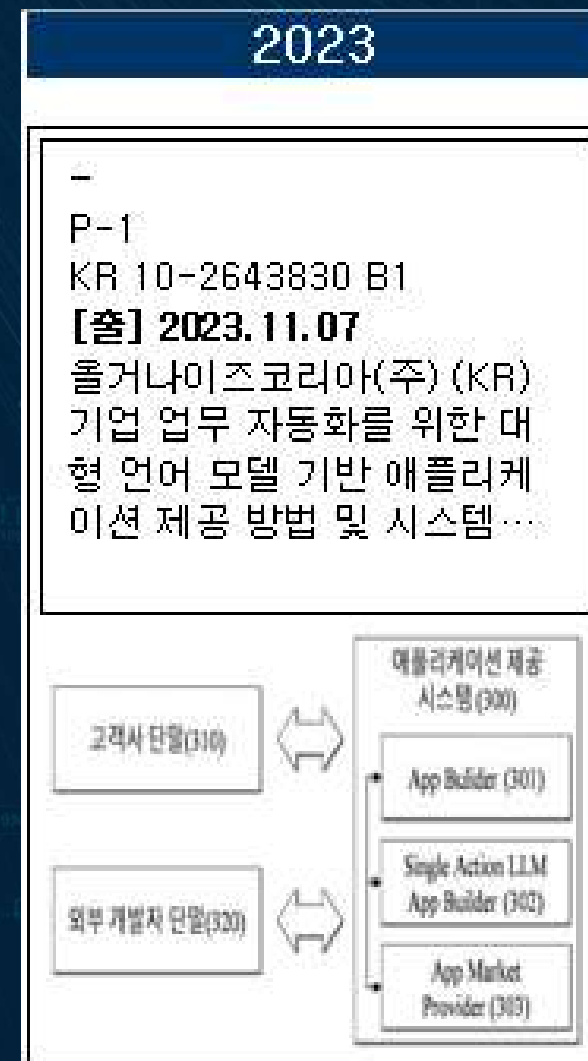 2023
–
P-1
KR 10-2643830 B1
[출] 2023.11.07
올거나이즈코리아(주) (KR)
기업 업무 자동화를 위한 대
형 언어 모델 기반 애플리케
이션 제공 방법 및 시스템…
애플리케이션 제공
시스템(300)
고객사 단말(310)
App Builder (301)
Single Action LLM
App Builder (302)
외부 개발자 단말(320)
App Market
Provider (303)